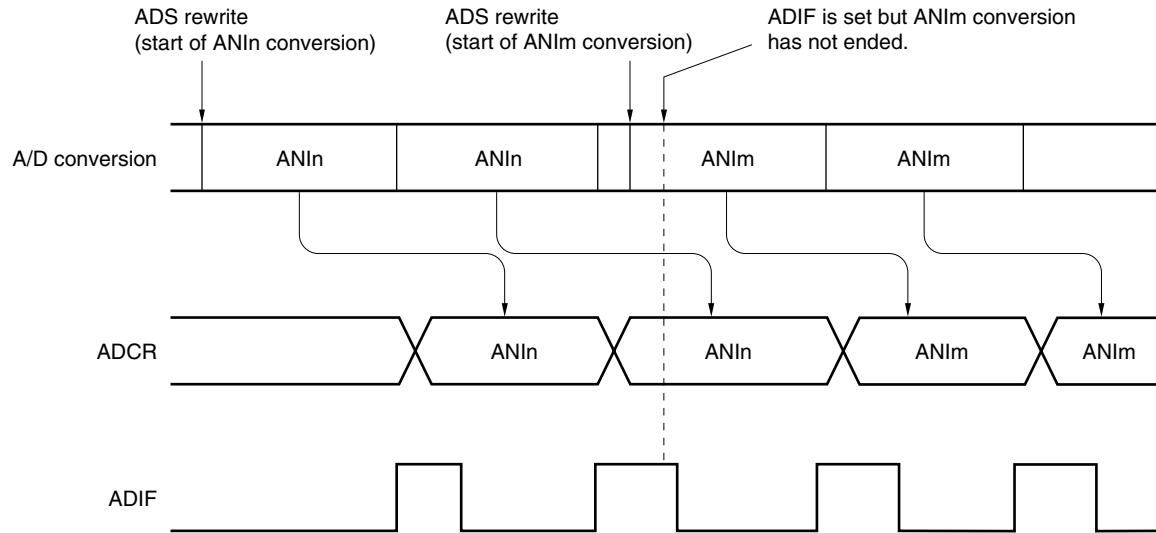 ADS rewrite
(start of ANIn conversion)
ADS rewrite
(start of ANIm conversion)
ADIF is set but ANIm conversion
has not ended.
A/D conversion
ANIn
ANIn
ANIm
ANIm
ADCR
ANIn
ANIn
ANIm
ANIm
ADIF